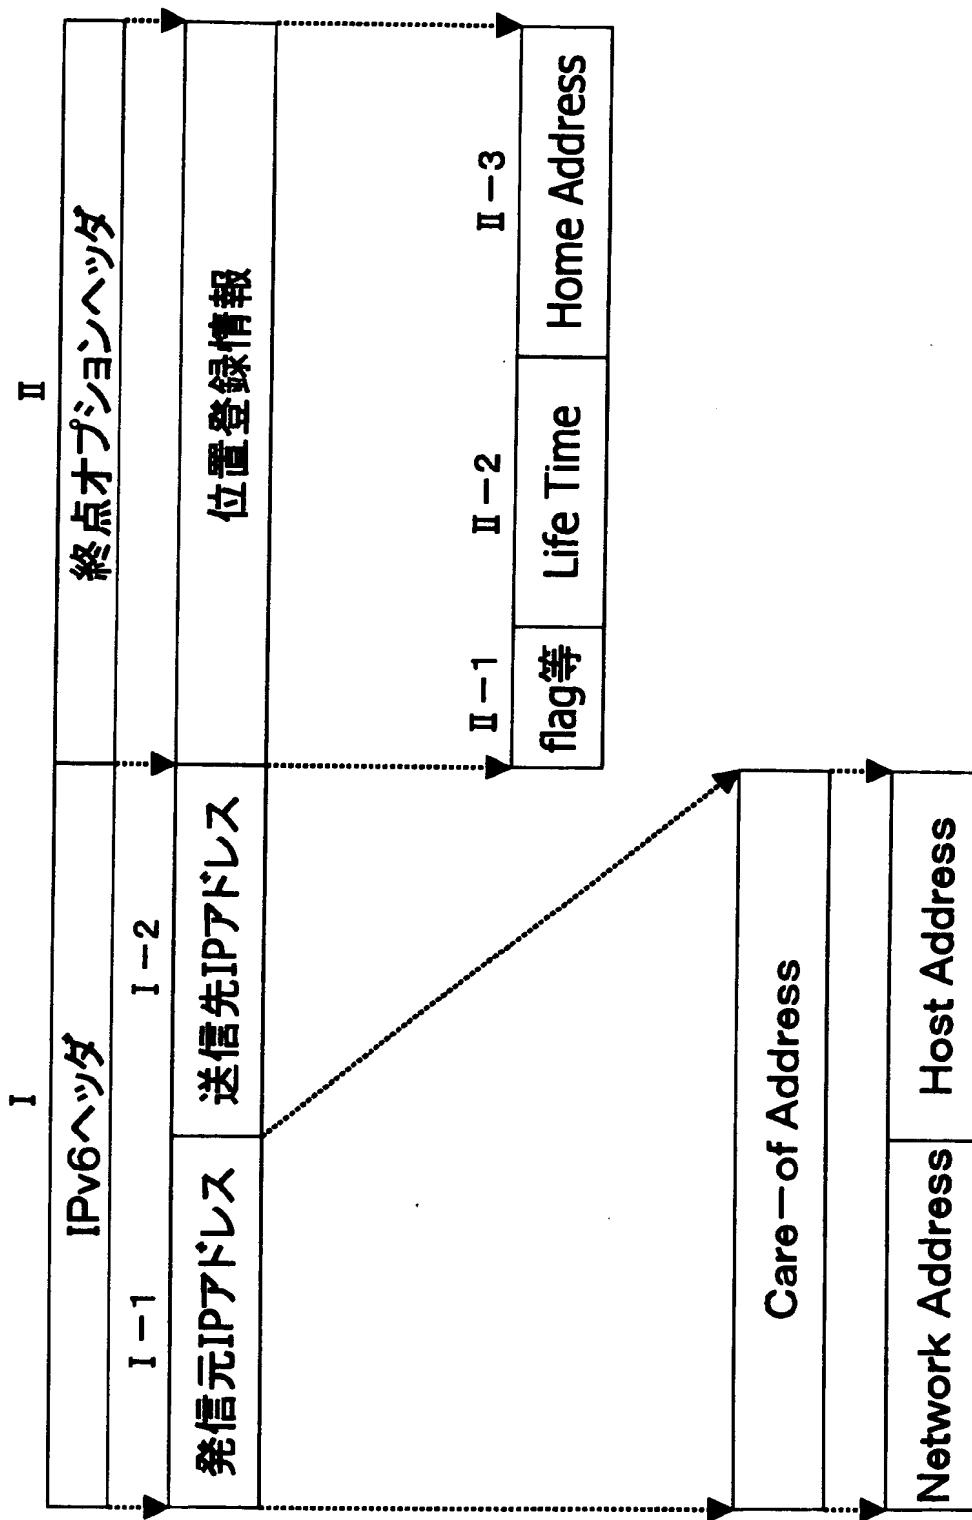 Ⅰ
Ⅱ
IPv6ヘッダ
終点オプションヘッダ
Ⅰ－1
Ⅰ－2
発信元IPアドレス
送信先IPアドレス
位置登録情報
Ⅱ－1
Ⅱ－2
Ⅱ－3
flag等
Life Time
Home Address
Care－of Address
Network Address
Host Address